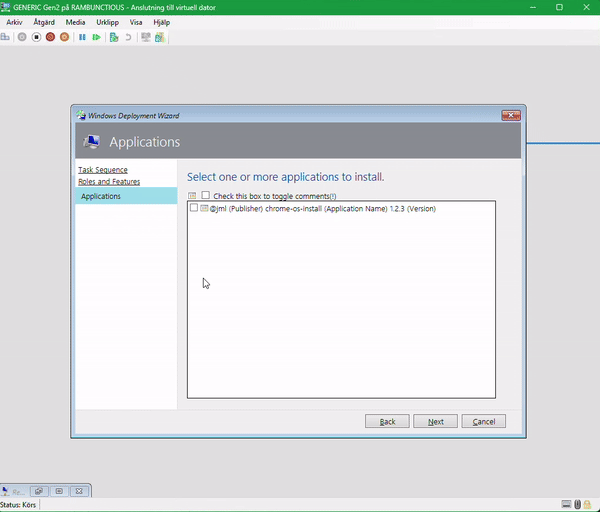 GENERIC Gen2 på RAMBUNCTIOUS - Anslutning till virtuell dator
Arkiv Åtgärd Media Urklipp Visa Hjälp
Windows Deployment Wizard
Applications
Task Sequence
Roles and Features
Applications
Select one or more applications to install.
Check this box to toggle comments(!)
@jml (Publisher) chrome-os-install (Application Name) 1.2.3 (Version)
Back Next Cancel
Re...
Status: Körs